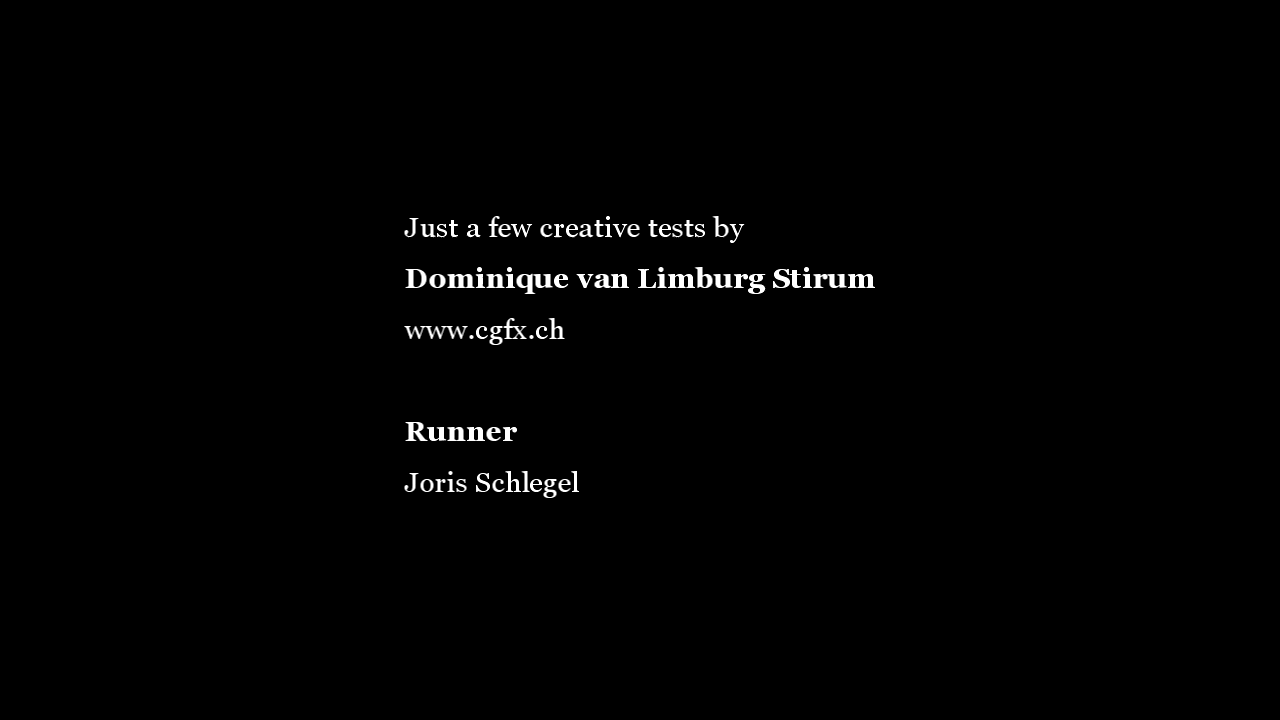 Just a few creative tests by
Dominique van Limburg Stirum
www.cgfx.ch
Runner
Joris Schlegel